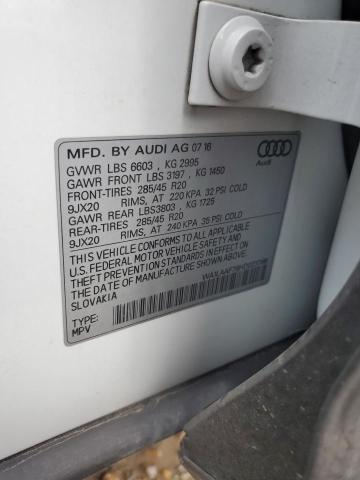 MFD. BY AUDI AG 07 16
GVWR LBS 6603 , KG 2995
GAWR FRONT LBS 3197 , KG 1450
FRONT-TIRES 285/45 R20
9JX20 RIMS, AT 220 KPA 32 PSI COLD
GAWR REAR LBS3803 , KG 1725
REAR-TIRES 285/45 R20
9JX20 RIMS, AT 240 KPA 35 PSI COLD
THIS VEHICLE CONFORMS TO ALL APPLICABLE
U.S. FEDERAL MOTOR VEHICLE SAFETY AND
THEFT PREVENTION STANDARDS IN EFFECT ON
THE DATE OF MANUFACTURE SHOWN ABOVE
SLOVAKIA
TYPE:
MPV
Audi